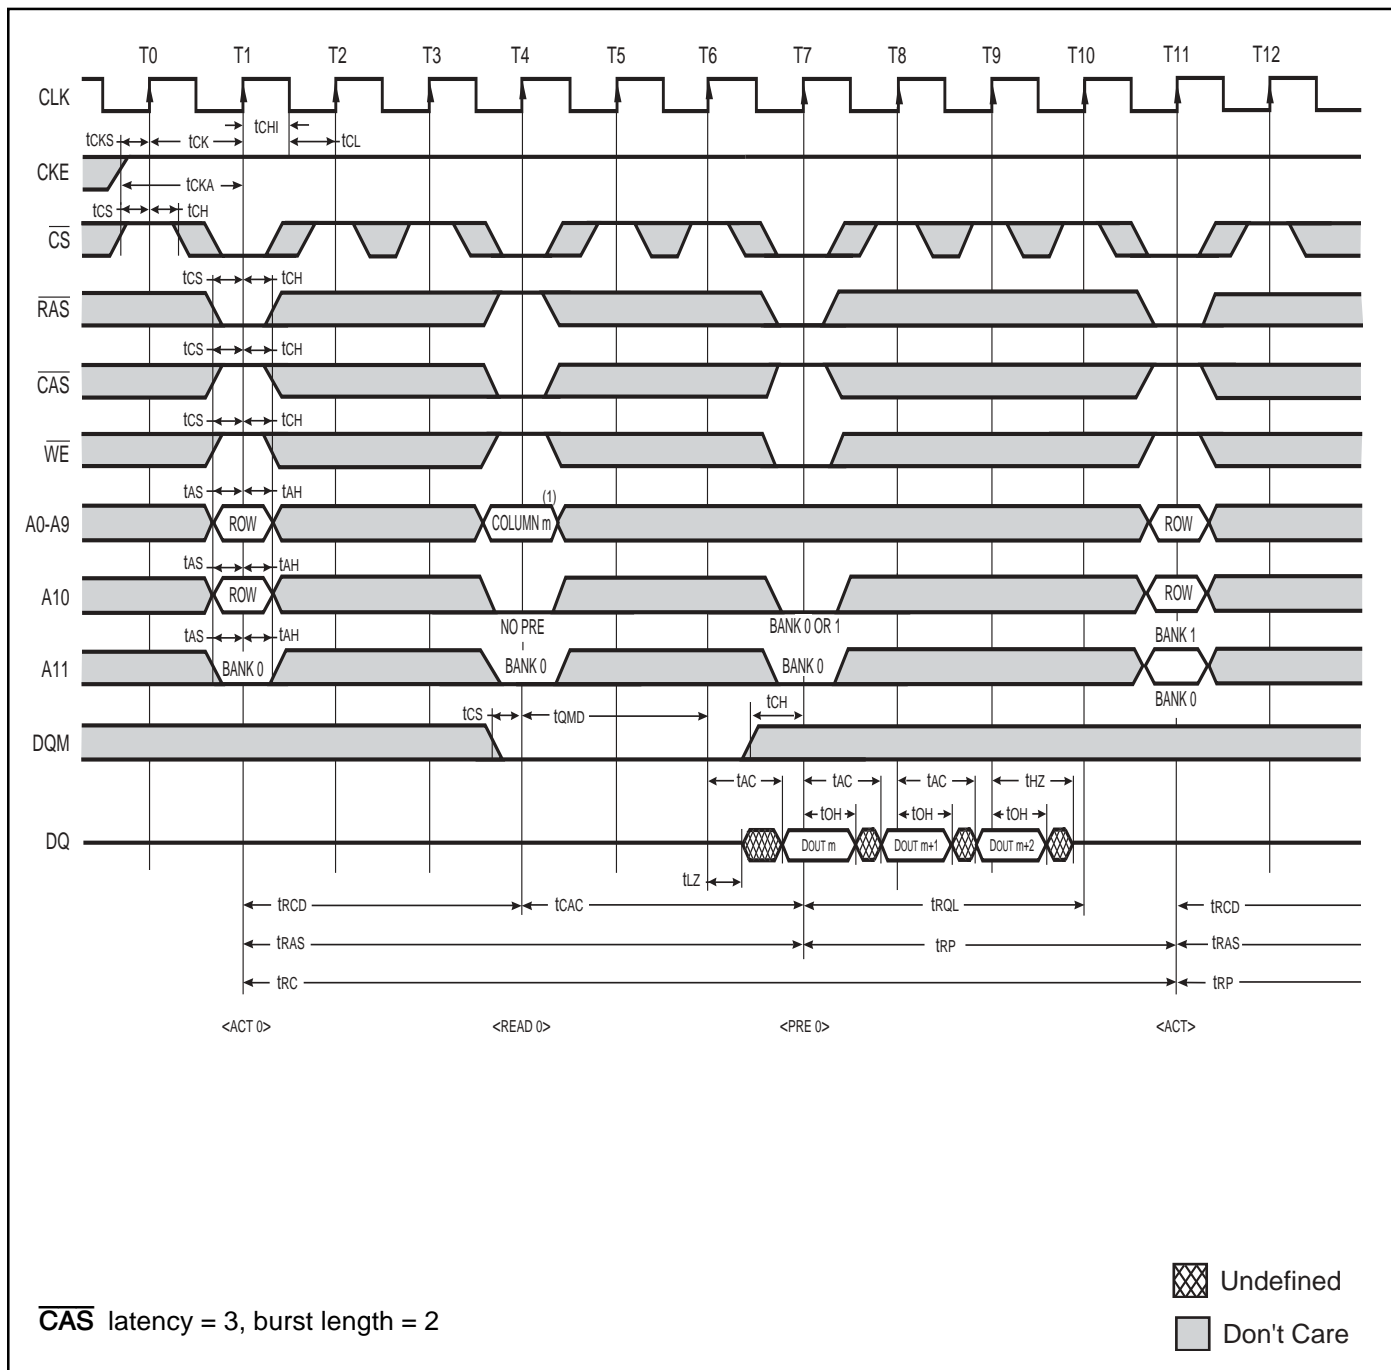 T0 T1 T2 T3 T4 T5 T6 T7 T8 T9 T10 T11 T12
CLK
tCHI
tCKS tCK tCL
CKE
tCKA
tCS tCH
CS
tCS tCH
RAS
tCS tCH
CAS
tCS tCH
WE
tAS tAH (1)
A0-A9 ROW COLUMN m ROW
tAS tAH
A10 ROW ROW
NO PRE BANK 0 OR 1 BANK 1
tAS tAH
A11 BANK 0 BANK 0 BANK 0
BANK 0
tCS tQMD tCH
DQM
tAC tAC tAC tHZ
tOH tOH tOH
DQ DOUT m DOUT m+1 DOUT m+2
tLZ
tRCD tCAC tRQL tRCD
tRAS tRP tRAS
tRC tRP
<ACT 0> <READ 0> <PRE 0> <ACT>
Undefined
CAS latency = 3, burst length = 2
Don't Care